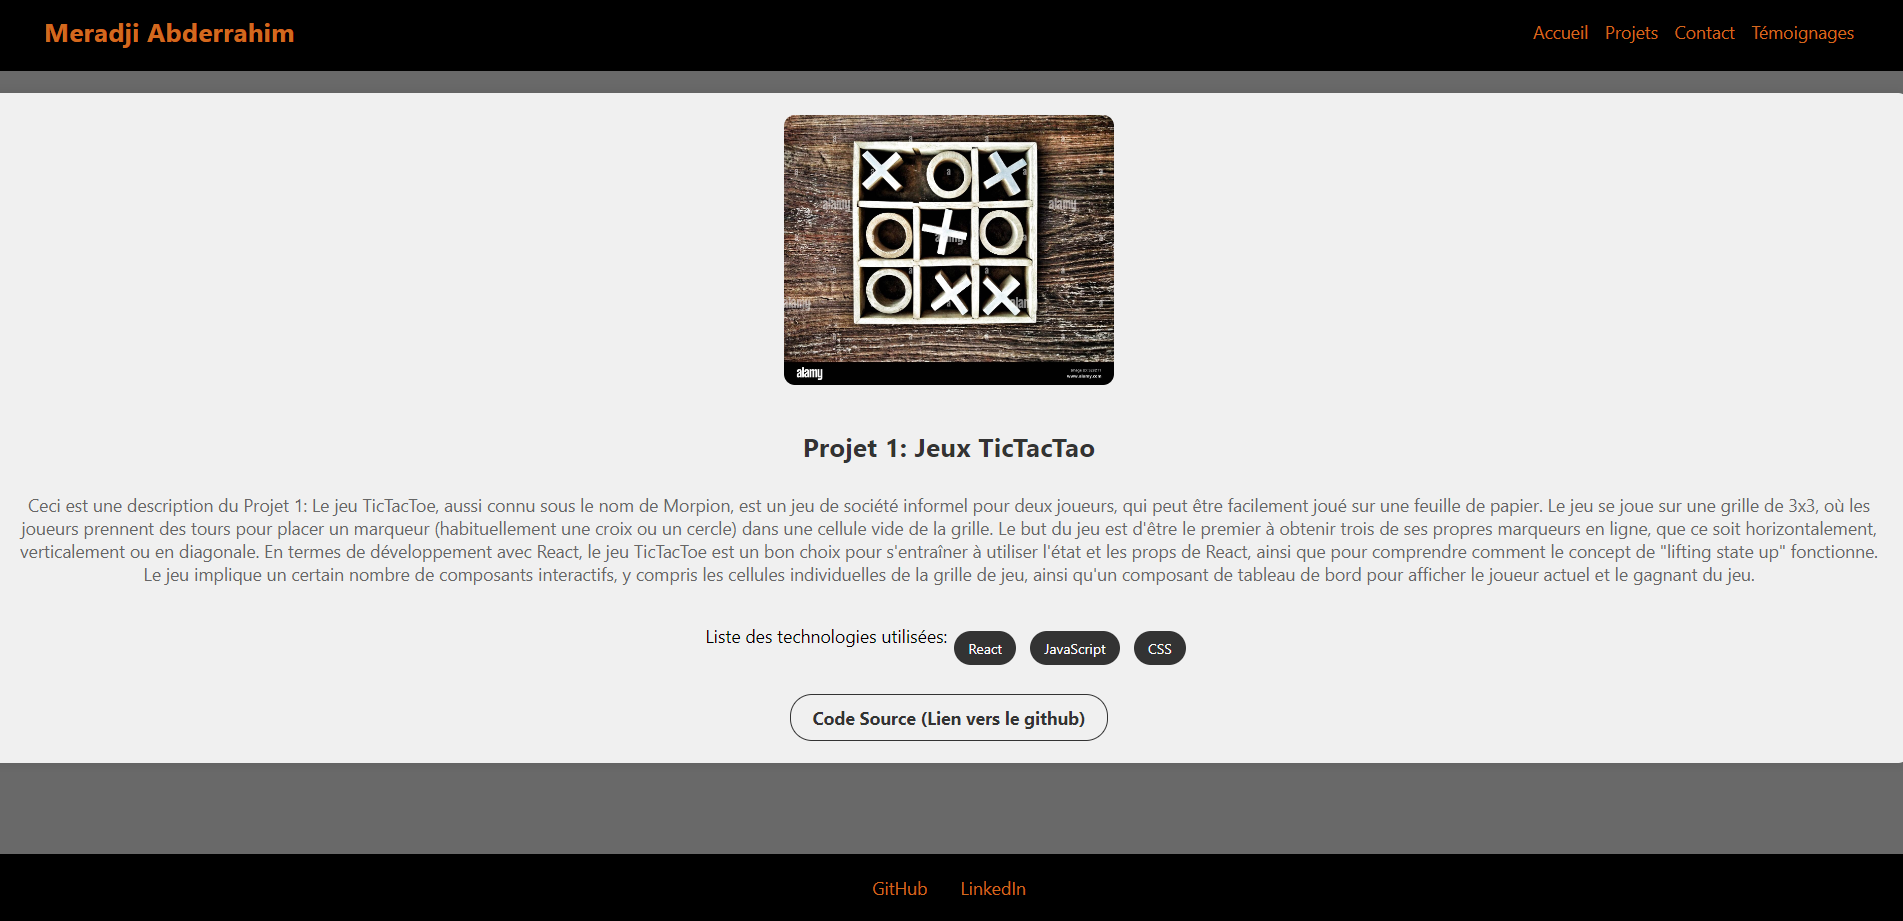 Meradji Abderrahim
Accueil Projets Contact Témoignages
alamy alamy
alamy
alamy alamy
alamy
www.alamy.com
Projet 1: Jeux TicTacTao
Ceci est une description du Projet 1: Le jeu TicTacToe, aussi connu sous le nom de Morpion, est un jeu de société informel pour deux joueurs, qui peut être facilement joué sur une feuille de papier. Le jeu se joue sur une grille de 3x3, où les
joueurs prennent des tours pour placer un marqueur (habituellement une croix ou un cercle) dans une cellule vide de la grille. Le but du jeu est d'être le premier à obtenir trois de ses propres marqueurs en ligne, que ce soit horizontalement,
verticalement ou en diagonale. En termes de développement avec React, le jeu TicTacToe est un bon choix pour s'entraîner à utiliser l'état et les props de React, ainsi que pour comprendre comment le concept de "lifting state up" fonctionne.
Le jeu implique un certain nombre de composants interactifs, y compris les cellules individuelles de la grille de jeu, ainsi qu'un composant de tableau de bord pour afficher le joueur actuel et le gagnant du jeu.
Liste des technologies utilisées: React JavaScript CSS
Code Source (Lien vers le github)
GitHub LinkedIn